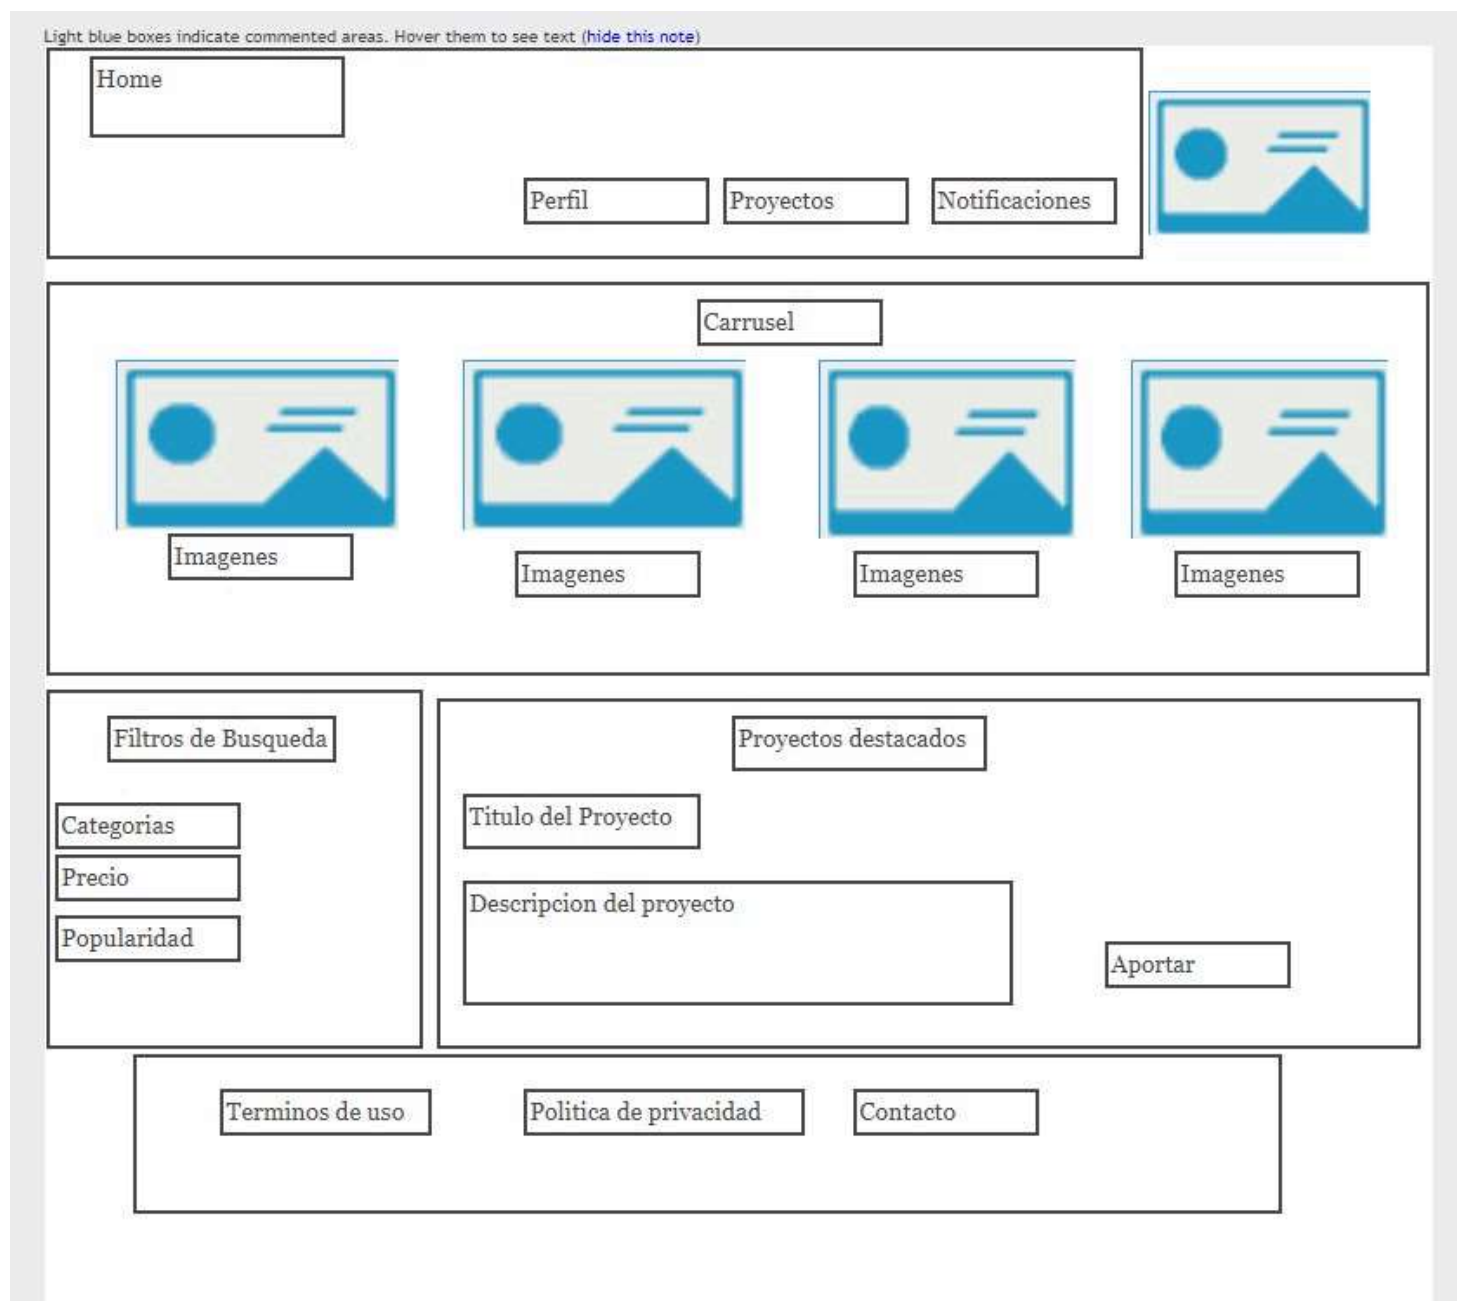 Light blue boxes indicate commented areas. Hover them to see text (hide this note)
Home
Perfil
Proyectos
Notificaciones
Carrusel
Imagenes
Imagenes
Imagenes
Imagenes
Filtros de Busqueda
Categorias
Precio
Popularidad
Proyectos destacados
Titulo del Proyecto
Descripcion del proyecto
Aportar
Terminos de uso
Politica de privacidad
Contacto